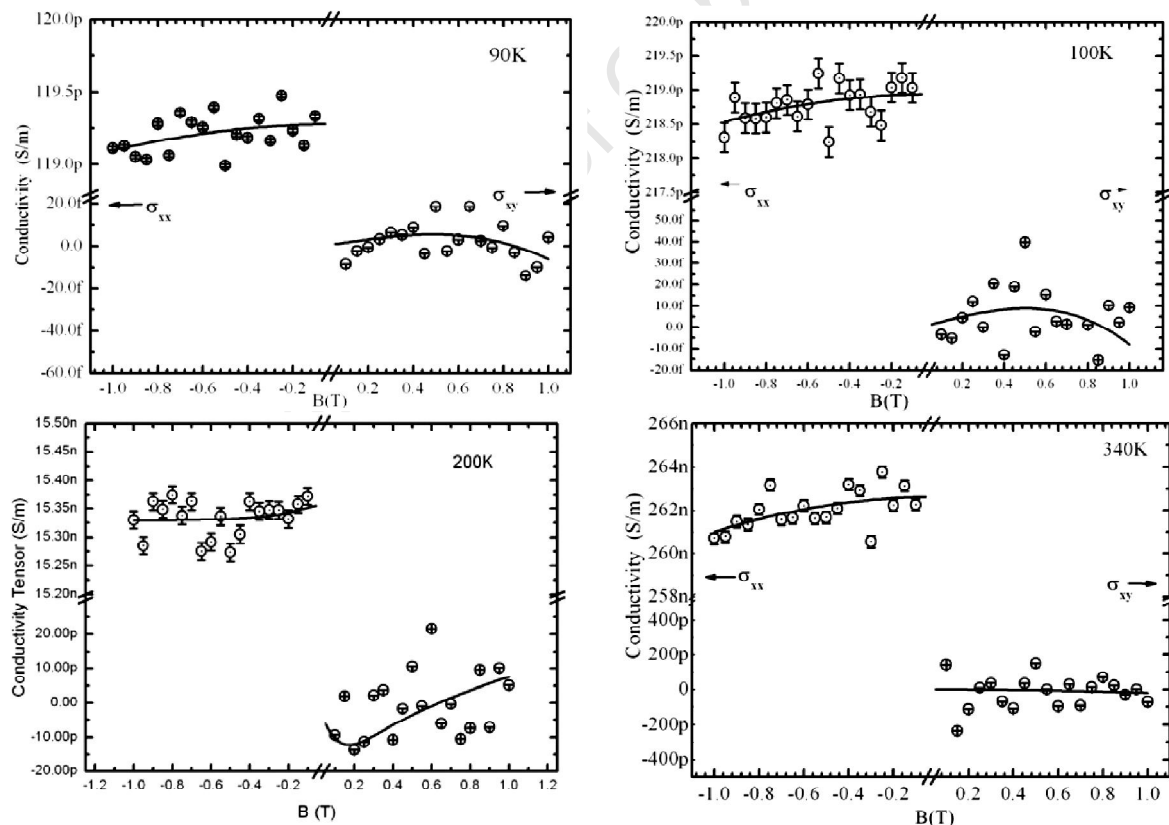 120.0p
119.5p
119.0p
20.0f
0.0
-20.0f
-40.0f
-60.0f
Conductivity (S/m)
90K
σxx
σxy
-1.0 -0.8 -0.6 -0.4 -0.2 0.2 0.4 0.6 0.8 1.0
B(T)
220.0p
219.5p
219.0p
218.5p
218.0p
217.5p
50.0f
40.0f
30.0f
20.0f
10.0f
0.0
-10.0f
-20.0f
Conductivity (S/m)
100K
σxx
σxy
-1.0 -0.8 -0.6 -0.4 -0.2 0.2 0.4 0.6 0.8 1.0
B(T)
15.50n
15.45n
15.40n
15.35n
15.30n
15.25n
15.20n
20.00p
10.00p
0.00
-10.00p
-20.00p
Conductivity Tensor (S/m)
200K
-1.2 -1.0 -0.8 -0.6 -0.4 -0.2 0.2 0.4 0.6 0.8 1.0 1.2
B (T)
266n
264n
262n
260n
258n
400p
200p
0
-200p
-400p
Conductivity (S/m)
340K
σxx
σxy
-1.0 -0.8 -0.6 -0.4 -0.2 0.2 0.4 0.6 0.8 1.0
B(T)